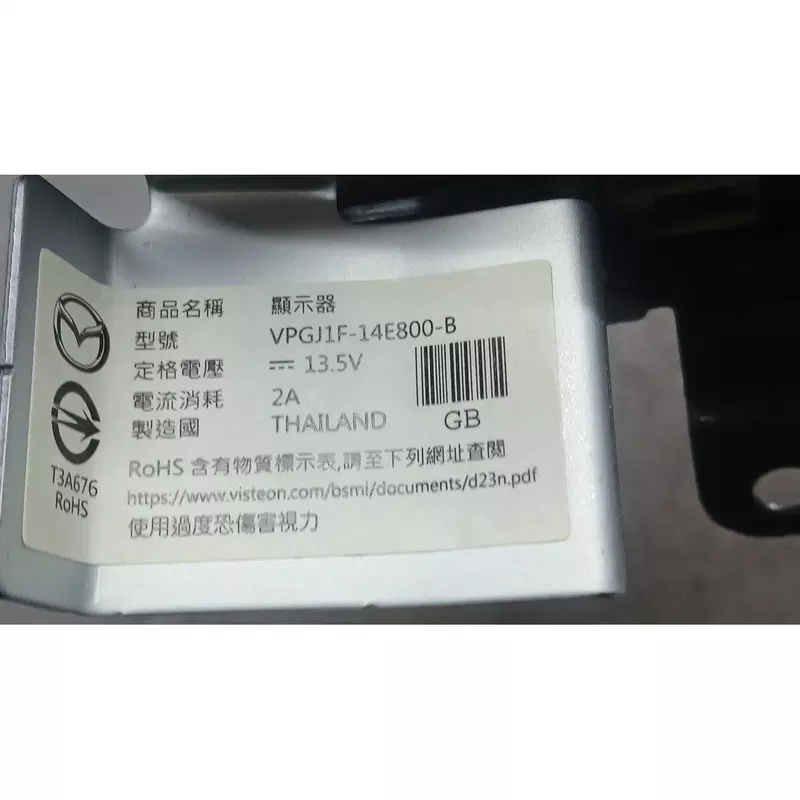 商品名稱 顯示器
型號 VPGJ1F-14E800-B
定格電壓 ⎓ 13.5V
電流消耗 2A
製造國 THAILAND
GB
T3A676
RoHS
RoHS 含有物質標示表,請至下列網址查閱
https://www.visteon.com/bsmi/documents/d23n.pdf
使用過度恐傷害視力